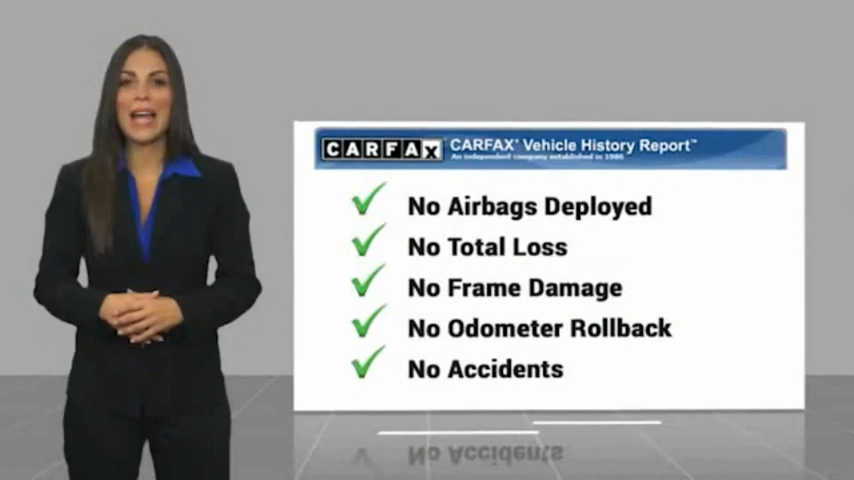 CARFAX CARFAX® Vehicle History Report™
An independent company established in 1986
No Airbags Deployed
No Total Loss
No Frame Damage
No Odometer Rollback
No Accidents
No Accidents